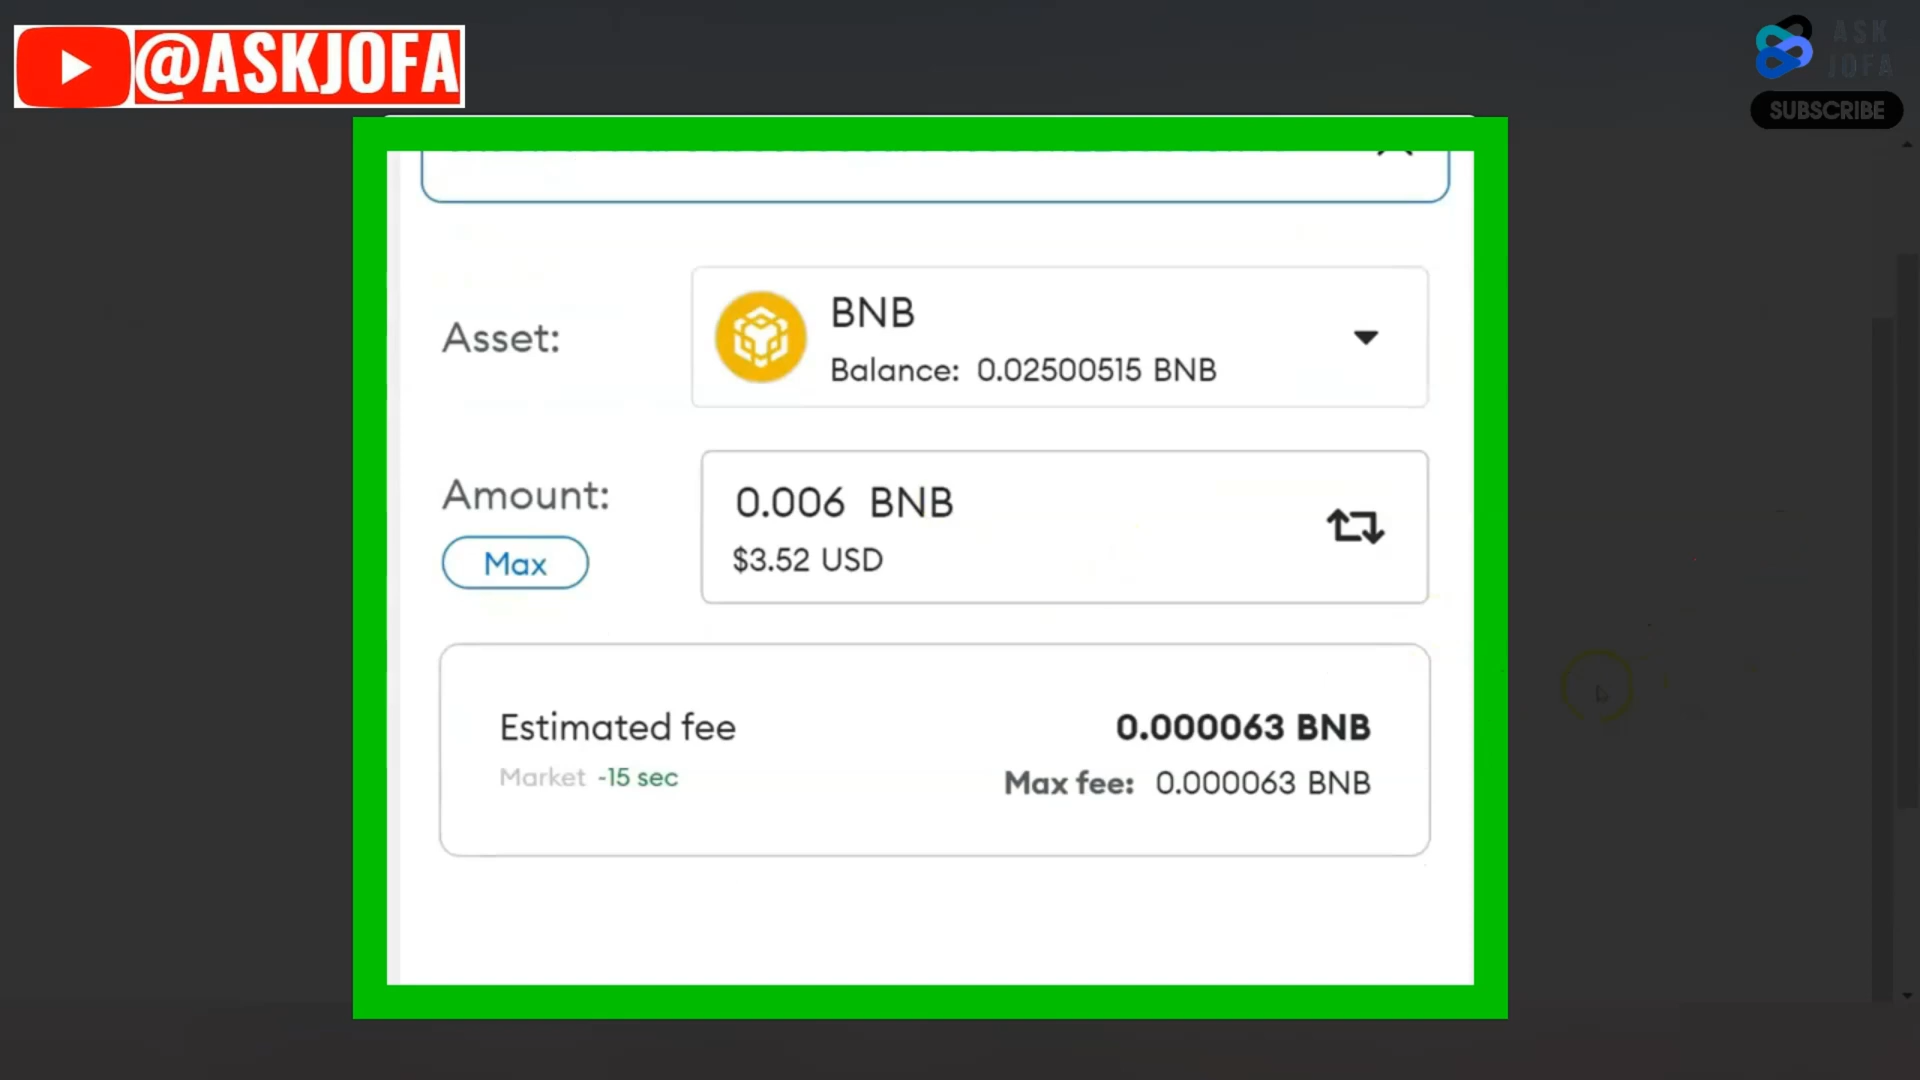 @ASKJOFA
ASK
JOFA
SUBSCRIBE
Asset:
BNB
Balance: 0.02500515 BNB
Amount:
Max
0.006 BNB
$3.52 USD
Estimated fee
0.000063 BNB
Market ~15 sec
Max fee: 0.000063 BNB